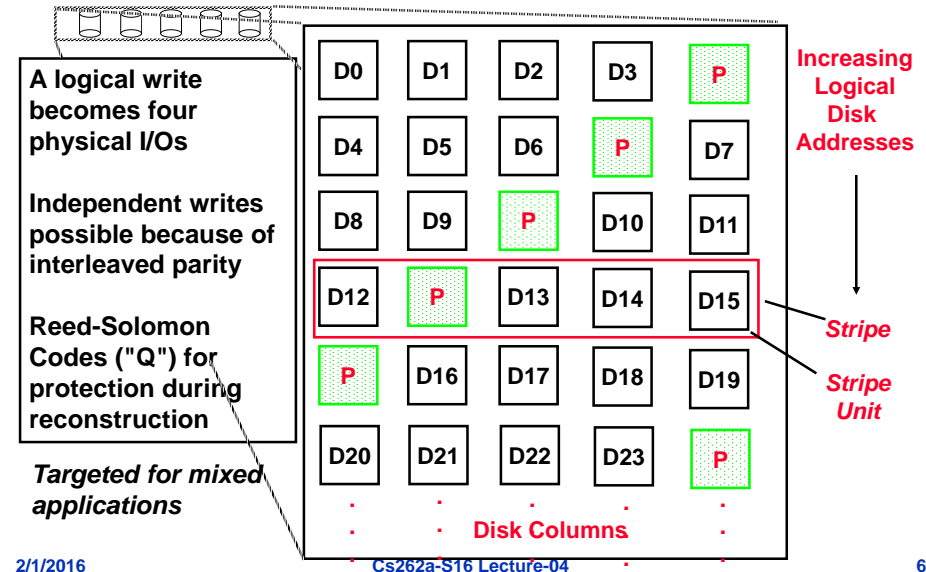 A logical write
becomes four
physical I/Os
Independent writes
possible because of
interleaved parity
Reed-Solomon
Codes ("Q") for
protection during
reconstruction
Targeted for mixed
applications
D0 D1 D2 D3 P
D4 D5 D6 P D7
D8 D9 P D10 D11
D12 P D13 D14 D15
P D16 D17 D18 D19
D20 D21 D22 D23 P
Disk Columns
Increasing
Logical
Disk
Addresses
Stripe
Stripe
Unit
2/1/2016 Cs262a-S16 Lecture-04 6